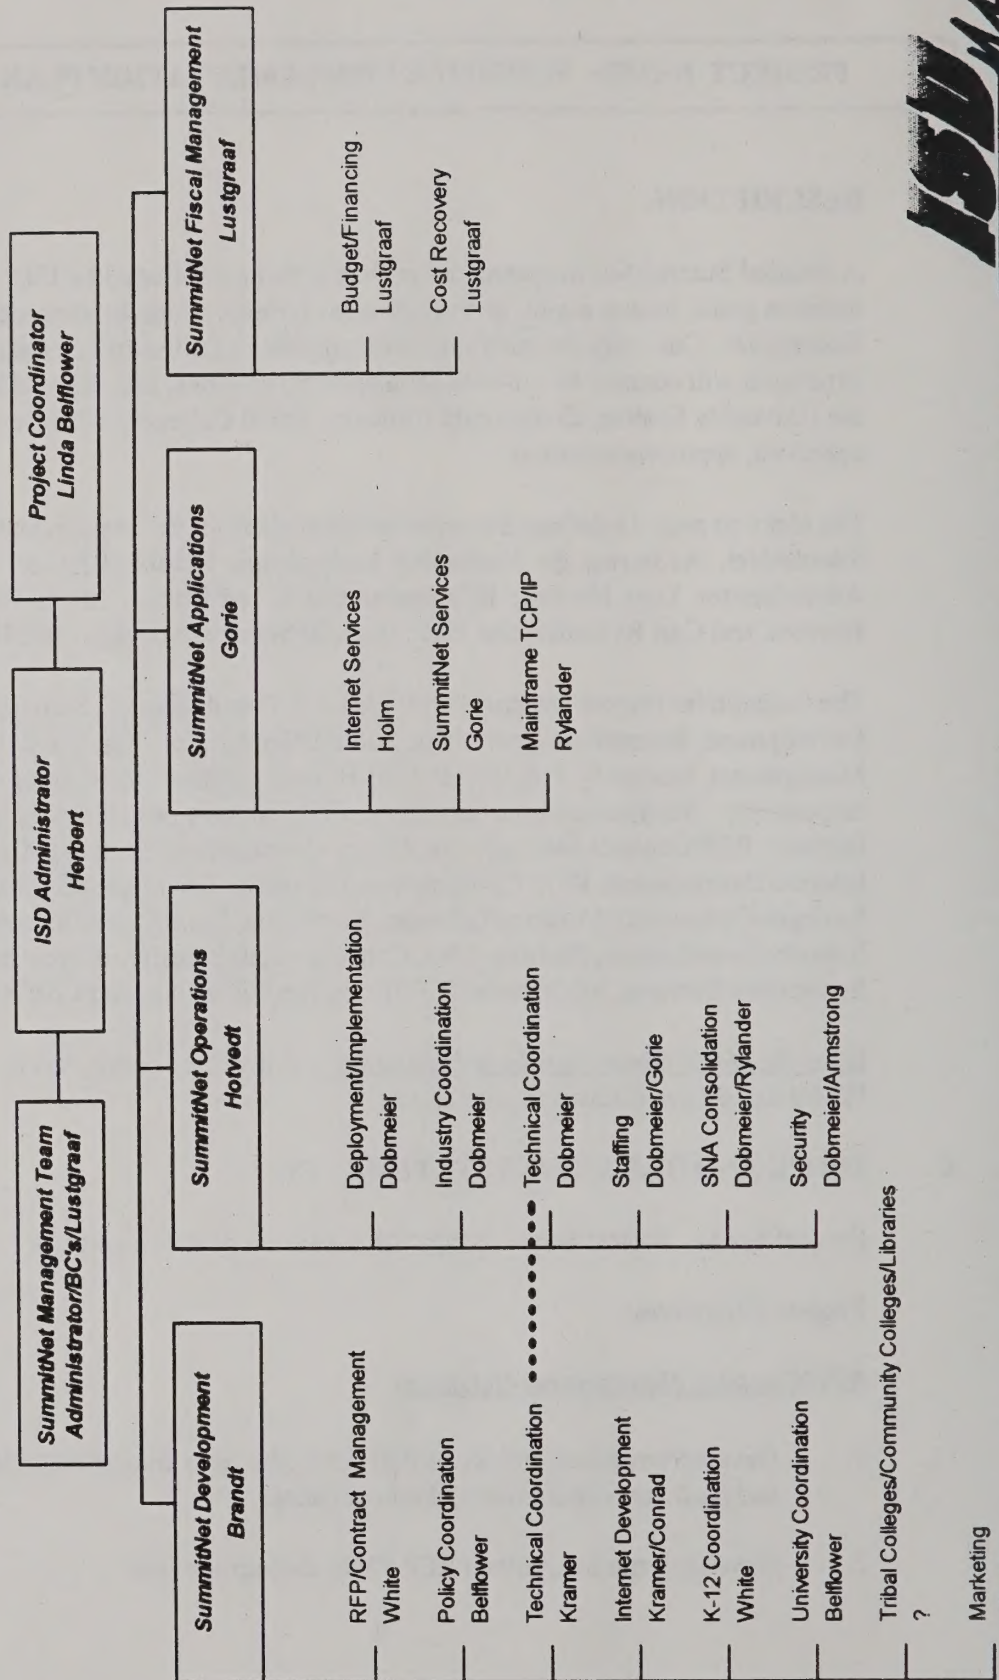 SummitNet Management Team
Administrator/BC's/Lustgraaf
ISD Administrator
Herbert
Project Coordinator
Linda Belflower
SummitNet Development
Brandt
RFP/Contract Management
White
Policy Coordination
Belflower
Technical Coordination
Kramer
Internet Development
Kramer/Conrad
K-12 Coordination
White
University Coordination
Belflower
Tribal Colleges/Community Colleges/Libraries
?
Marketing
SummitNet Operations
Hotvedt
Deployment/Implementation
Dobmeier
Industry Coordination
Dobmeier
Technical Coordination
Dobmeier
Staffing
Dobmeier/Gorie
SNA Consolidation
Dobmeier/Rylander
Security
Dobmeier/Armstrong
SummitNet Applications
Gorie
Internet Services
Holm
SummitNet Services
Gorie
Mainframe TCP/IP
Rylander
SummitNet Fiscal Management
Lustgraaf
Budget/Financing
Lustgraaf
Cost Recovery
Lustgraaf
ISD